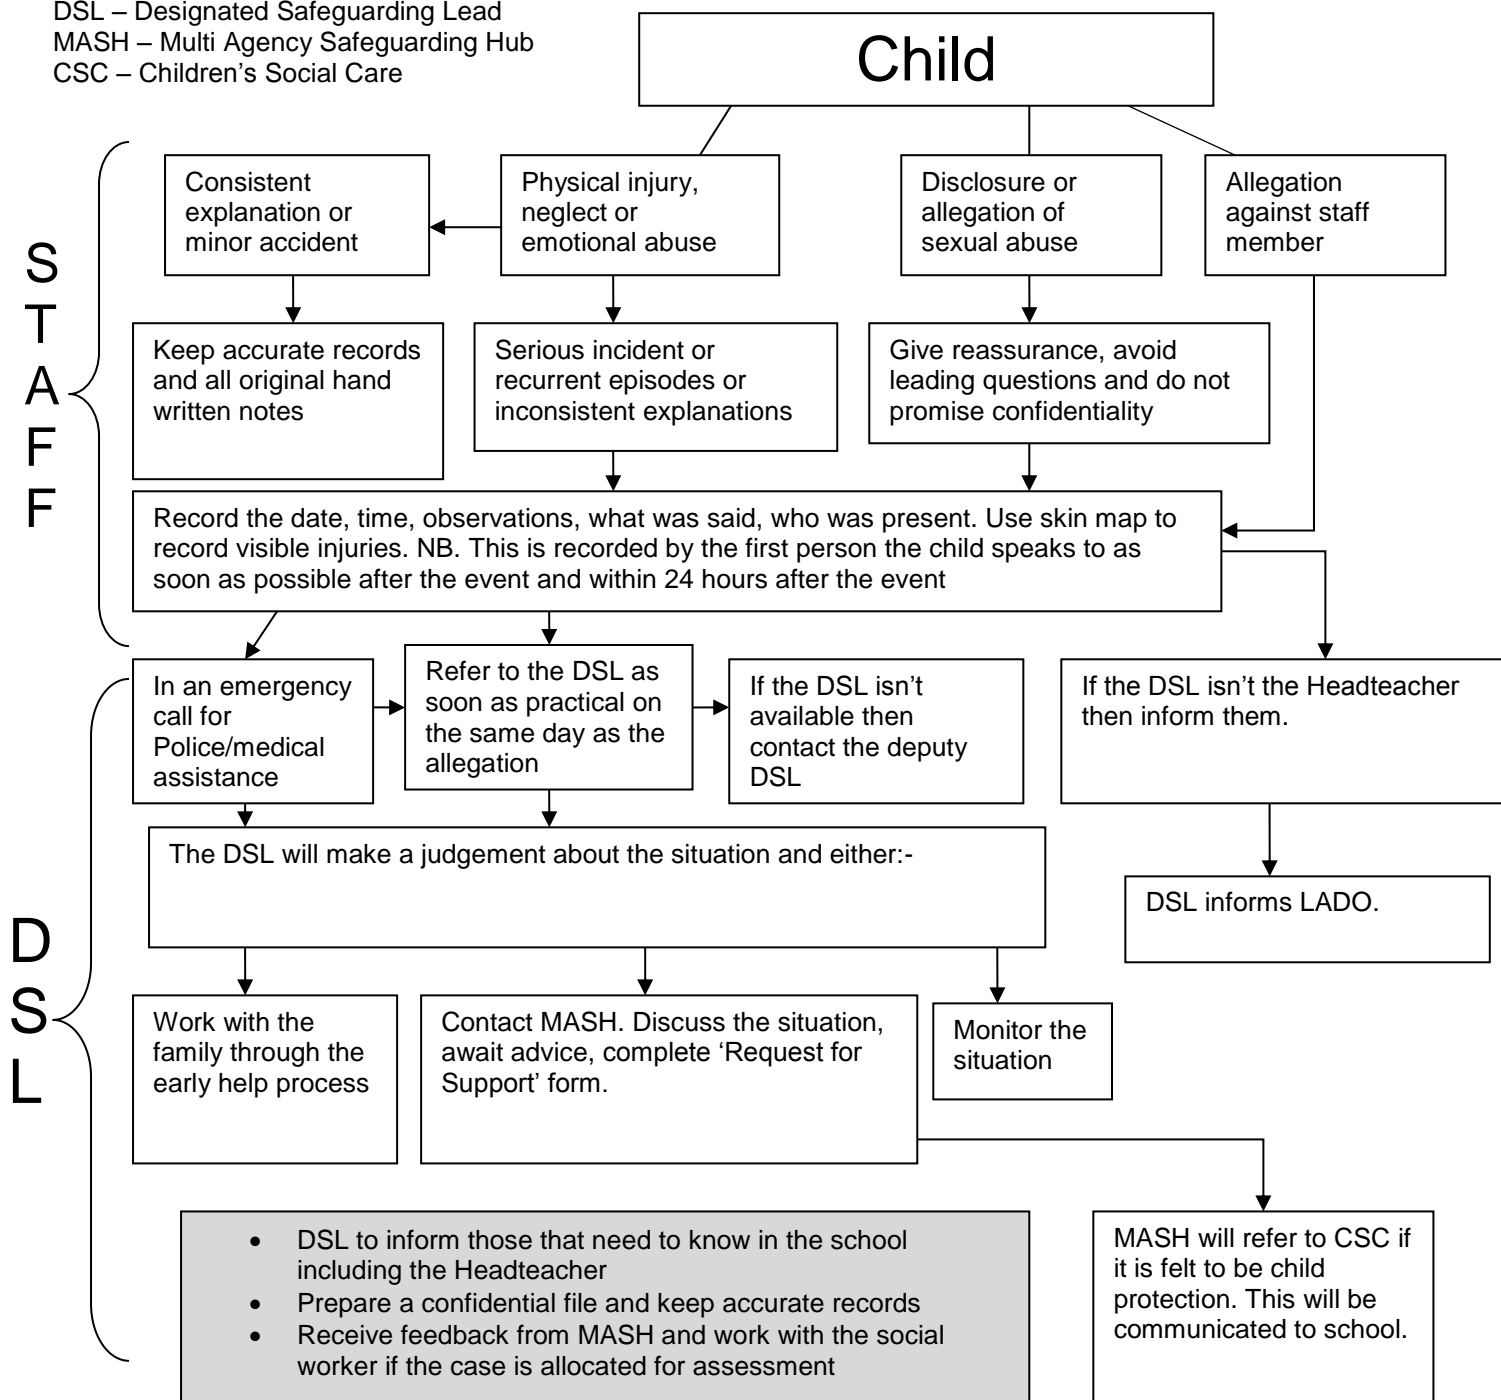 DSL – Designated Safeguarding Lead
MASH – Multi Agency Safeguarding Hub
CSC – Children's Social Care
Child
S
T
A
F
F
Consistent
explanation or
minor accident
Physical injury,
neglect or
emotional abuse
Disclosure or
allegation of
sexual abuse
Allegation
against staff
member
Keep accurate records
and all original hand
written notes
Serious incident or
recurrent episodes or
inconsistent explanations
Give reassurance, avoid
leading questions and do not
promise confidentiality
Record the date, time, observations, what was said, who was present. Use skin map to
record visible injuries. NB. This is recorded by the first person the child speaks to as
soon as possible after the event and within 24 hours after the event
D
S
L
In an emergency
call for
Police/medical
assistance
Refer to the DSL as
soon as practical on
the same day as the
allegation
If the DSL isn't
available then
contact the deputy
DSL
If the DSL isn't the Headteacher
then inform them.
The DSL will make a judgement about the situation and either:-
DSL informs LADO.
Work with the
family through the
early help process
Contact MASH. Discuss the situation,
await advice, complete ‘Request for
Support’ form.
Monitor the
situation
• DSL to inform those that need to know in the school
including the Headteacher
• Prepare a confidential file and keep accurate records
• Receive feedback from MASH and work with the social
worker if the case is allocated for assessment
MASH will refer to CSC if
it is felt to be child
protection. This will be
communicated to school.